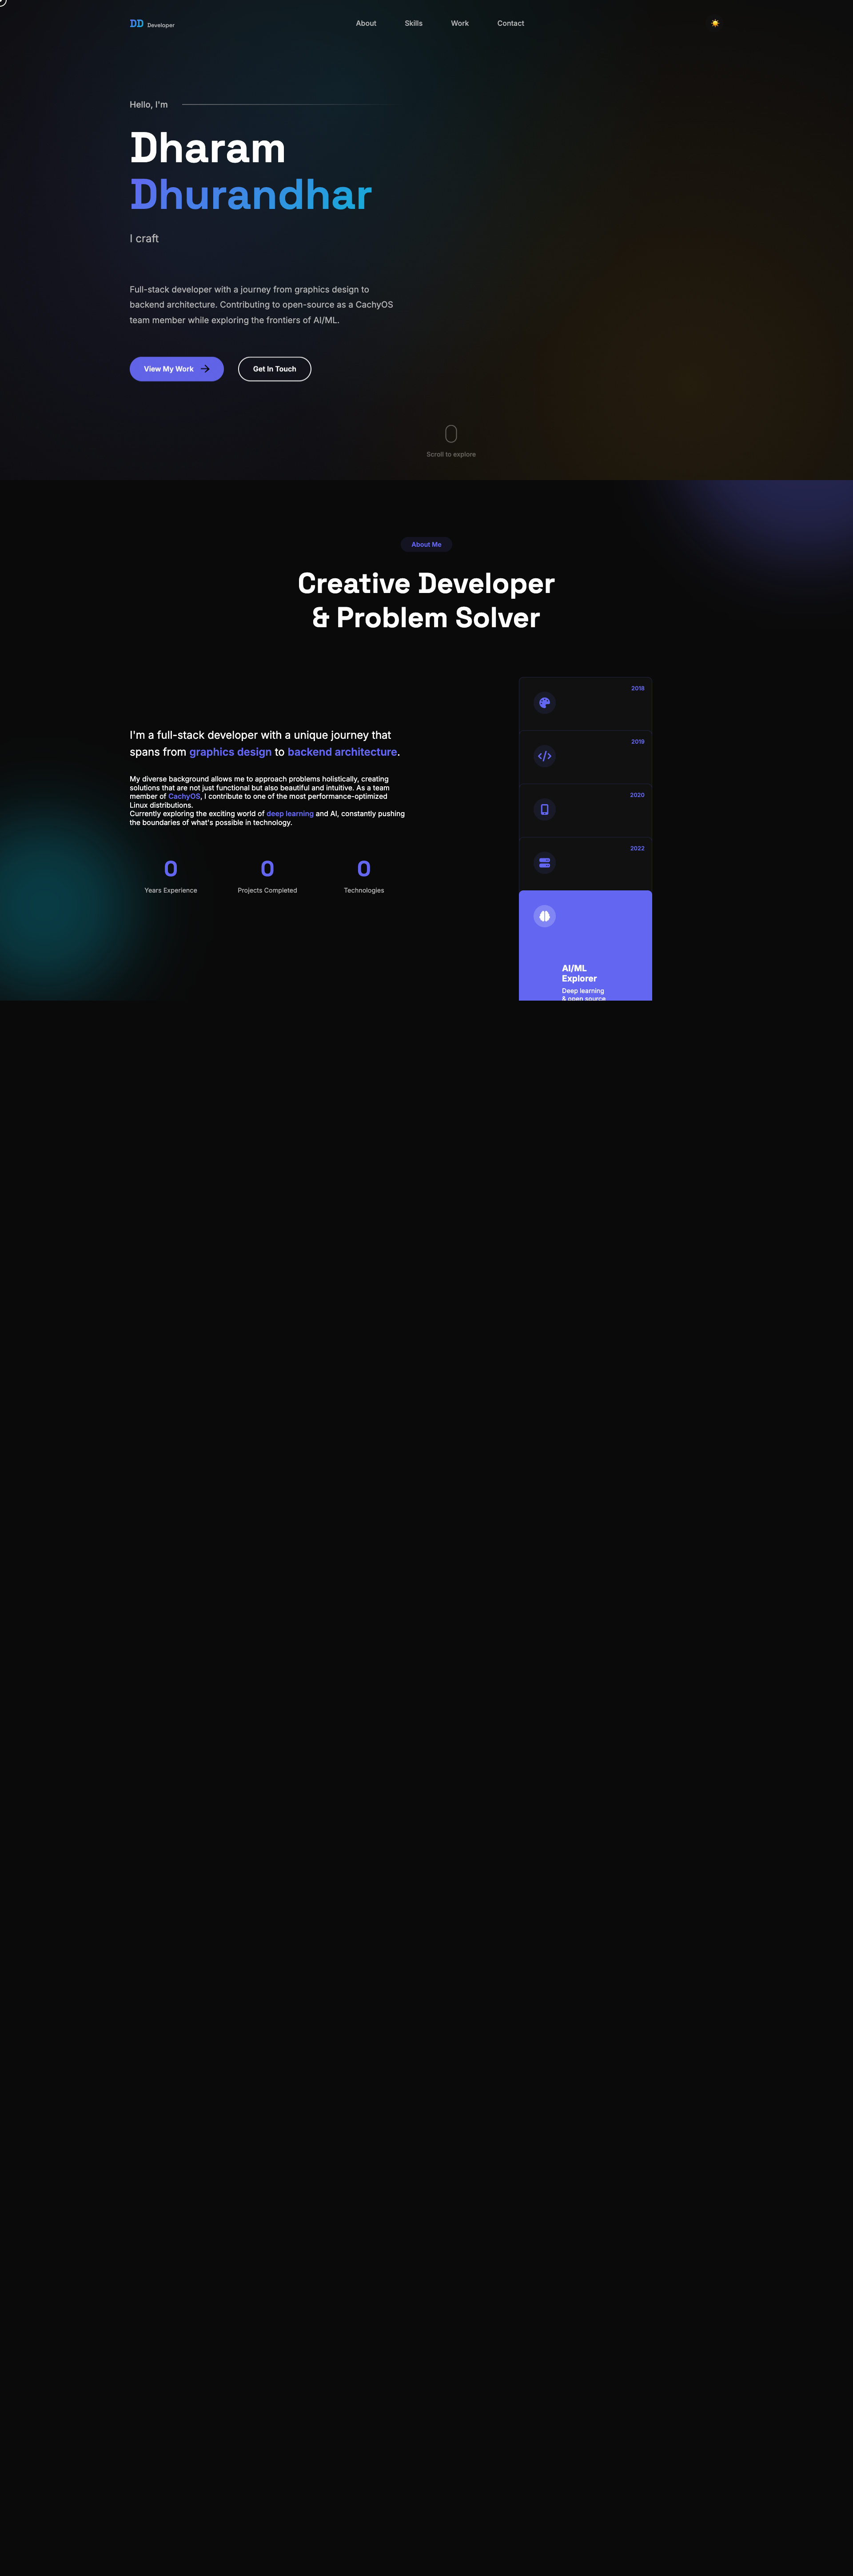 DD Developer
About
Skills
Work
Contact
Hello, I'm
Dharam
Dhurandhar
I craft
Full-stack developer with a journey from graphics design to
backend architecture. Contributing to open-source as a CachyOS
team member while exploring the frontiers of AI/ML.
View My Work
Get In Touch
Scroll to explore
About Me
Creative Developer
& Problem Solver
I'm a full-stack developer with a unique journey that
spans from graphics design to backend architecture.
My diverse background allows me to approach problems holistically, creating
solutions that are not just functional but also beautiful and intuitive. As a team
member of CachyOS, I contribute to one of the most performance-optimized
Linux distributions.
Currently exploring the exciting world of deep learning and AI, constantly pushing
the boundaries of what's possible in technology.
0
Years Experience
0
Projects Completed
0
Technologies
2018
2019
2020
2022
AI/ML
Explorer
Deep learning
& open source